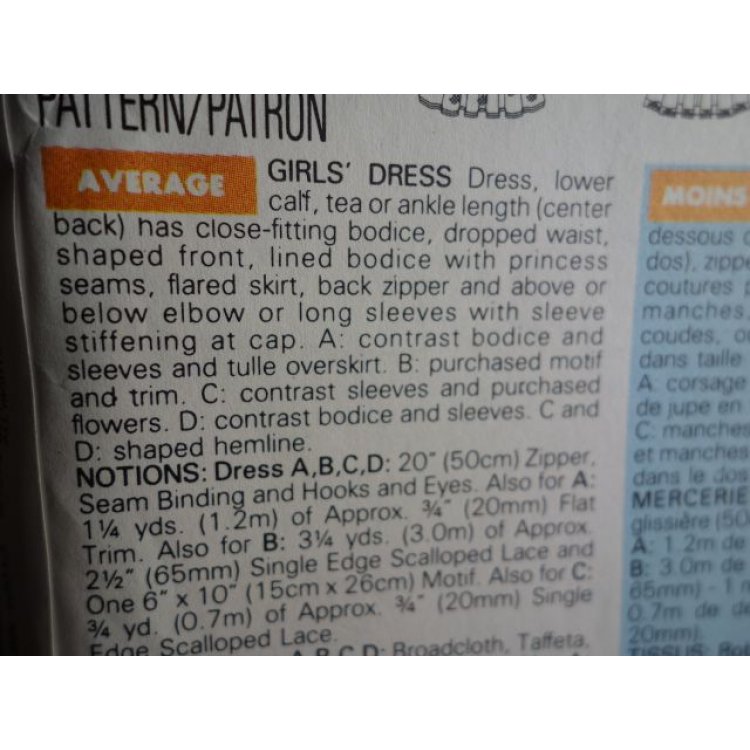 PATTERN/PATRON
AVERAGE GIRLS' DRESS Dress, lower
calf, tea or ankle length (center
back) has close-fitting bodice, dropped waist,
shaped front, lined bodice with princess
seams, flared skirt, back zipper and above or
below elbow or long sleeves with sleeve
stiffening at cap. A: contrast bodice and
sleeves and tulle overskirt. B: purchased motif
and trim. C: contrast sleeves and purchased
flowers. D: contrast bodice and sleeves. C and
D: shaped hemline.
NOTIONS: Dress A,B,C,D: 20" (50cm) Zipper,
Seam Binding and Hooks and Eyes. Also for A:
1¼ yds. (1.2m) of Approx. ¾" (20mm) Flat
Trim. Also for B: 3¼ yds. (3.0m) of Approx.
2½" (65mm) Single Edge Scalloped Lace and
One 6" x 10" (15cm x 26cm) Motif. Also for C:
¾ yd. (0.7m) of Approx. ¾" (20mm) Single
Edge Scalloped Lace.
A,B,C,D: Broadcloth, Taffeta,
MOINS
dessous
dos), zippe
coutures
manches,
coudes, ou
dans taille
A: corsage
de jupe en
C: manches
et manches
dans le dos
MERCERIE
glissière (50
A: 1.2m de
B: 3.0m de
65mm) - 1
0.7m de de
20mm).
TISSUS: